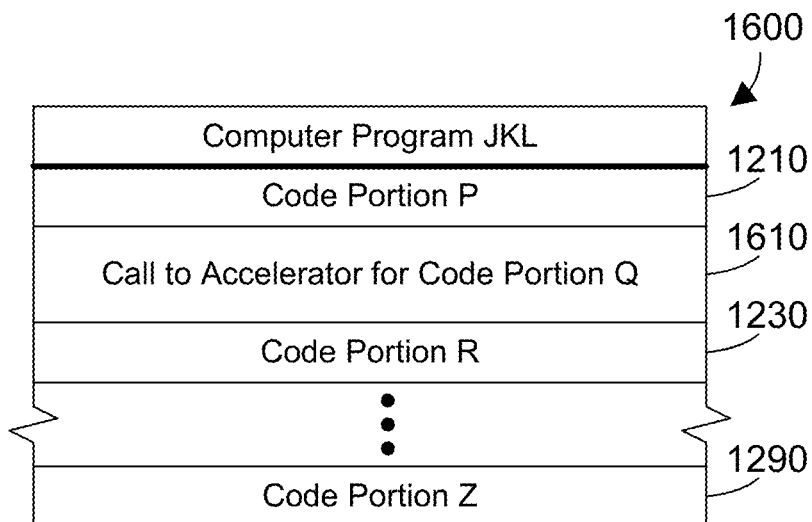 1600
Computer Program JKL
Code Portion P
1210
Call to Accelerator for Code Portion Q
1610
Code Portion R
1230
Code Portion Z
1290